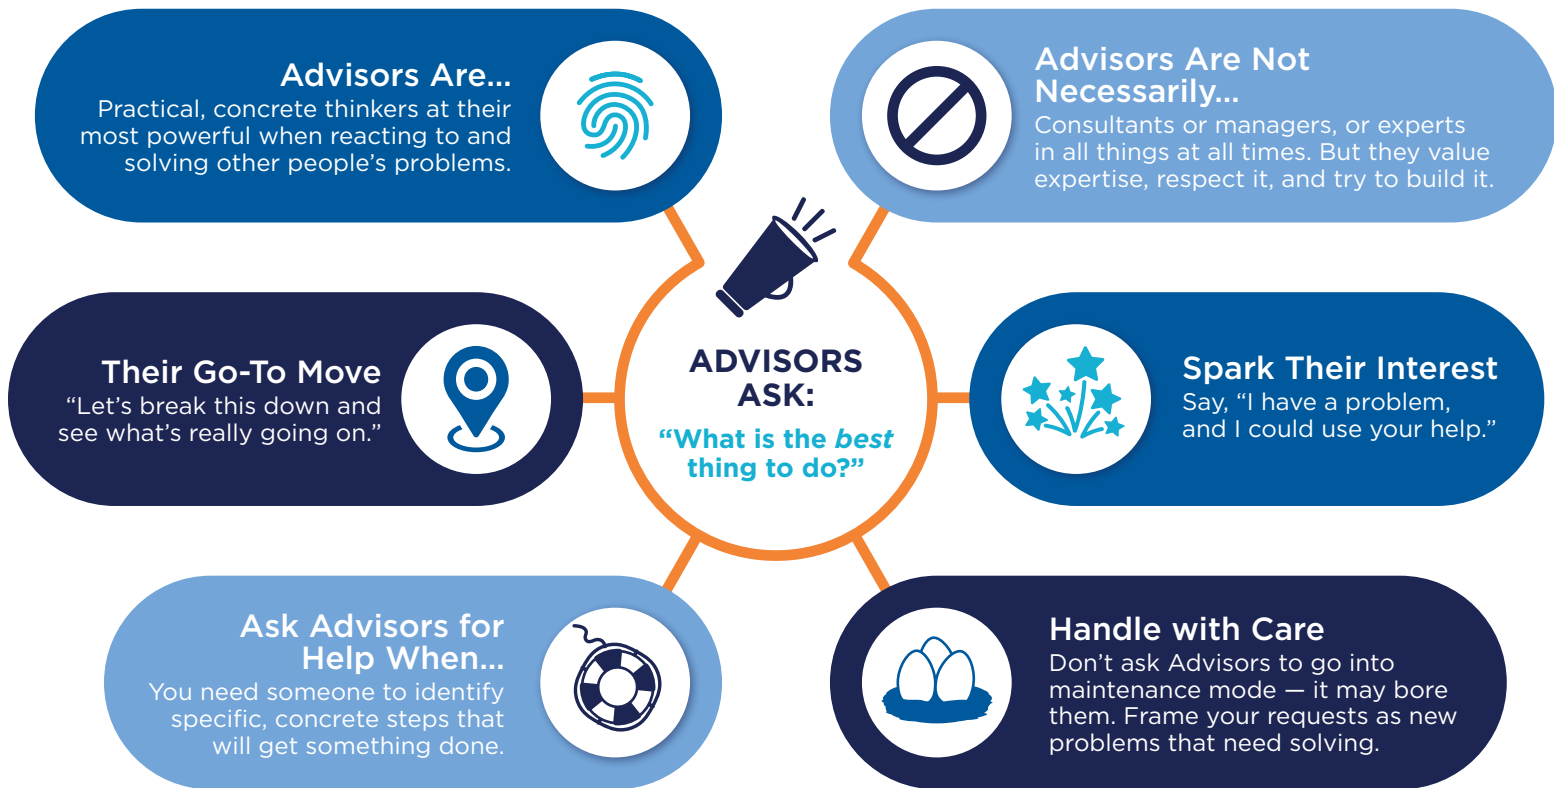 Advisors Are...
Practical, concrete thinkers at their
most powerful when reacting to and
solving other people’s problems.
Advisors Are Not
Necessarily...
Consultants or managers, or experts
in all things at all times. But they value
expertise, respect it, and try to build it.
Their Go-To Move
“Let’s break this down and
see what’s really going on.”
ADVISORS
ASK:
“What is the best
thing to do?”
Spark Their Interest
Say, “I have a problem,
and I could use your help.”
Ask Advisors for
Help When...
You need someone to identify
specific, concrete steps that
will get something done.
Handle with Care
Don’t ask Advisors to go into
maintenance mode — it may bore
them. Frame your requests as new
problems that need solving.